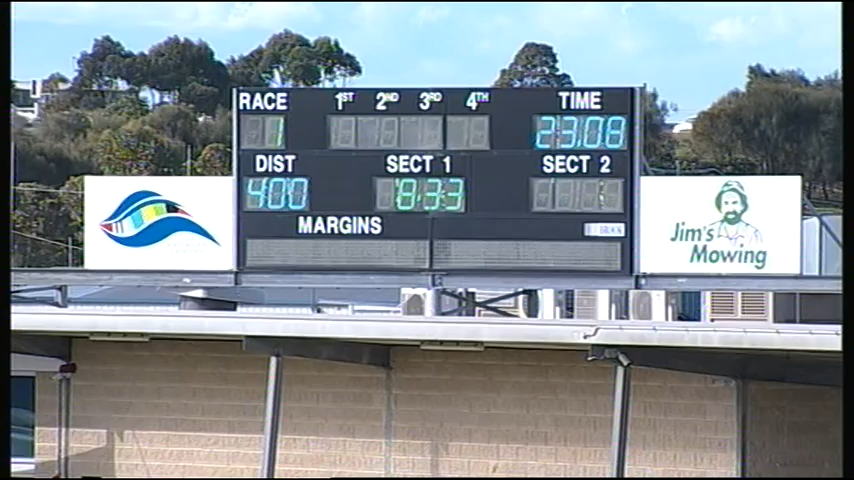 RACE 1ST 2ND 3RD 4TH TIME
1 23.08
DIST SECT 1 SECT 2
400 8.33
MARGINS
Jim's
Mowing